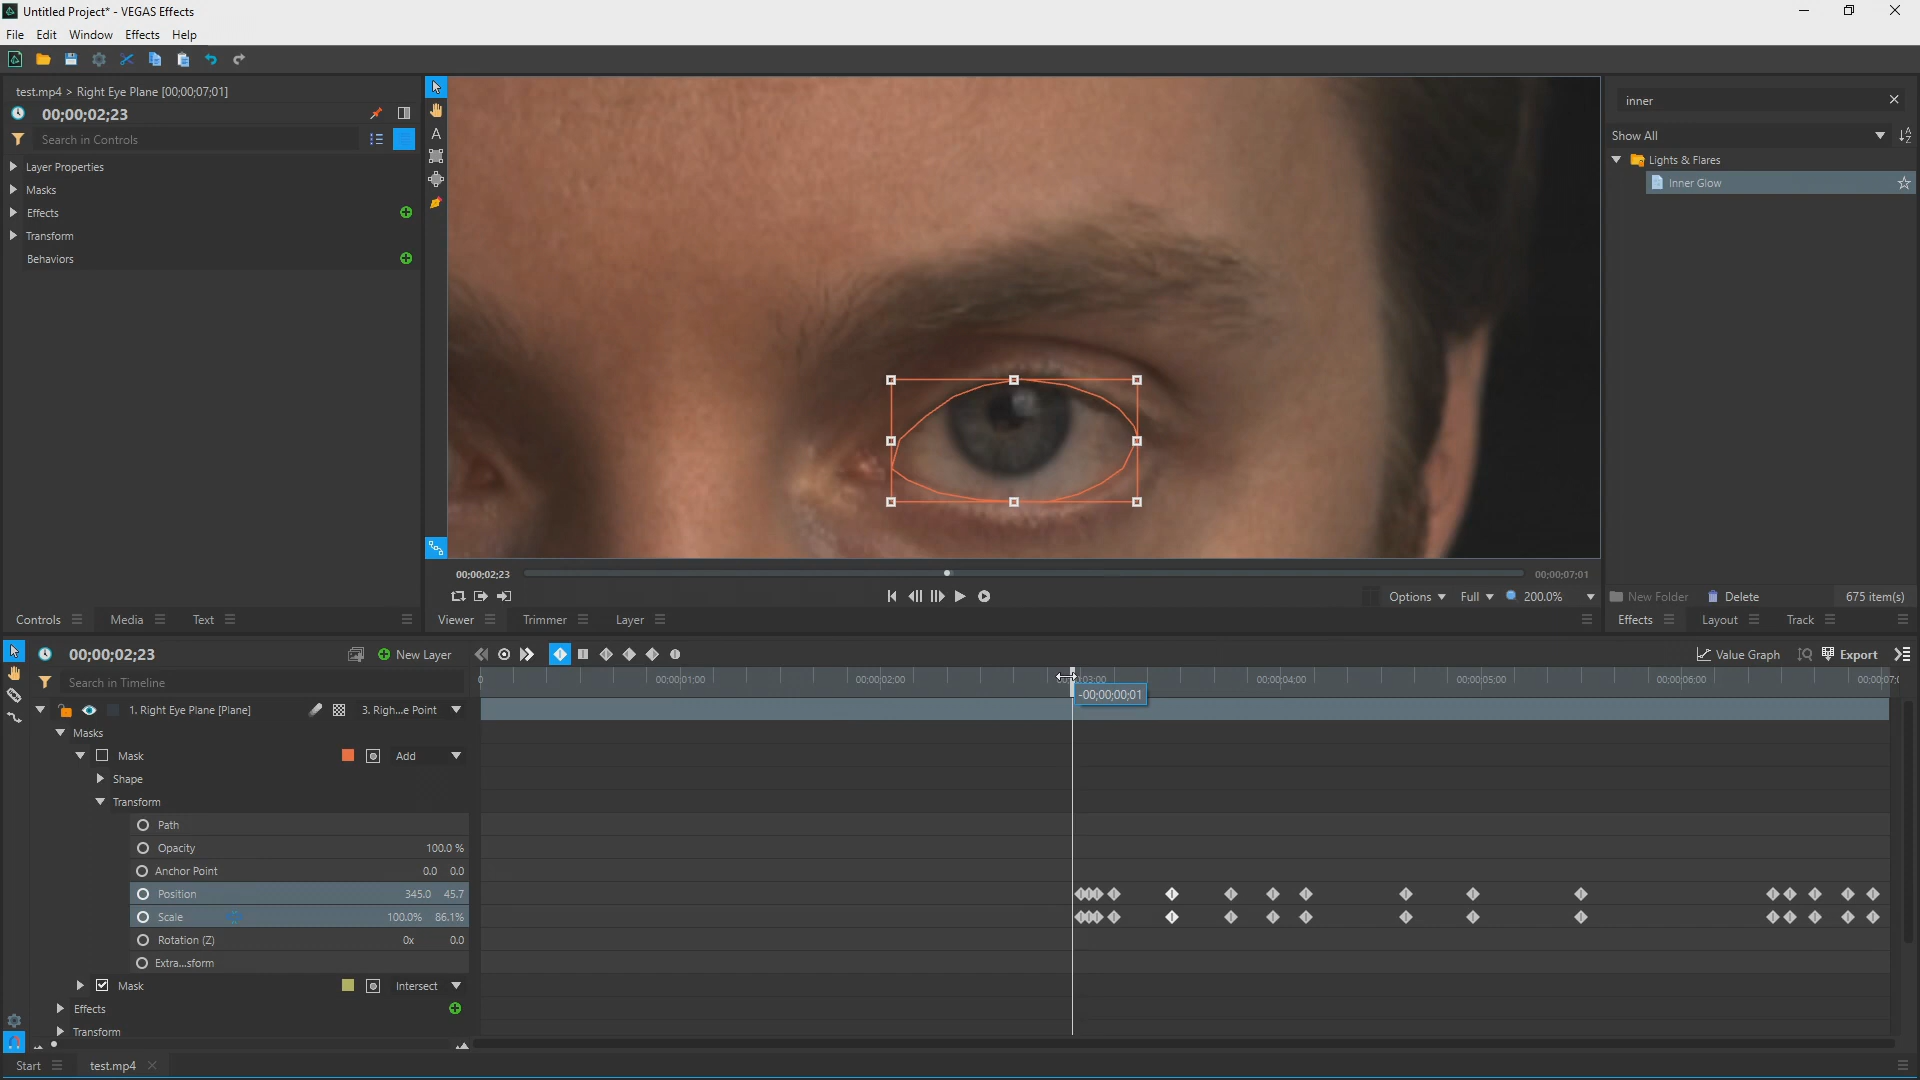 Untitled Project* - VEGAS Effects
File Edit Window Effects Help
test.mp4 > Right Eye Plane [00;00;07;01]
00;00;02;23
Search in Controls
Layer Properties
Masks
Effects
Transform
Behaviors
A
inner
Show All
Lights & Flares
Inner Glow
00;00;02;23
00;00;07;01
Options Full 200.0%
New Folder Delete 675 item(s)
Controls Media Text
Viewer Trimmer Layer
Effects Layout Track
00;00;02;23
New Layer
Value Graph Export
Search in Timeline
0 00;00;01;00 00;00;02;00 03;00 00;00;04;00 00;00;05;00 00;00;06;00 00;00;07;0
-00;00;00;01
1. Right Eye Plane [Plane] 3. Righ...e Point
Masks
Mask Add
Shape
Transform
Path
Opacity 100.0 %
Anchor Point 0.0 0.0
Position 345.0 45.7
Scale 100.0% 86.1%
Rotation (Z) 0x 0.0
Extra...sform
Mask Intersect
Effects
Transform
Start test.mp4